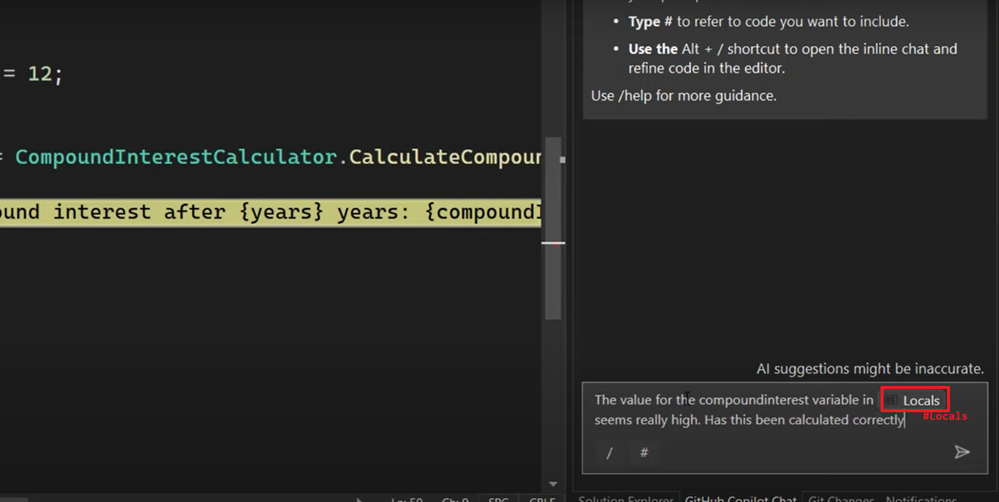 = 12;
= CompoundInterestCalculator.CalculateCompoun
ound interest after {years} years: {compoundI
• Type # to refer to code you want to include.
• Use the Alt + / shortcut to open the inline chat and
refine code in the editor.
Use /help for more guidance.
AI suggestions might be inaccurate.
The value for the compoundinterest variable in Locals
#Locals
seems really high. Has this been calculated correctly
/ #
Ln: 50 Ch: 9 SPC CRLF
Solution Explorer GitHub Copilot Chat Git Changes Notifications